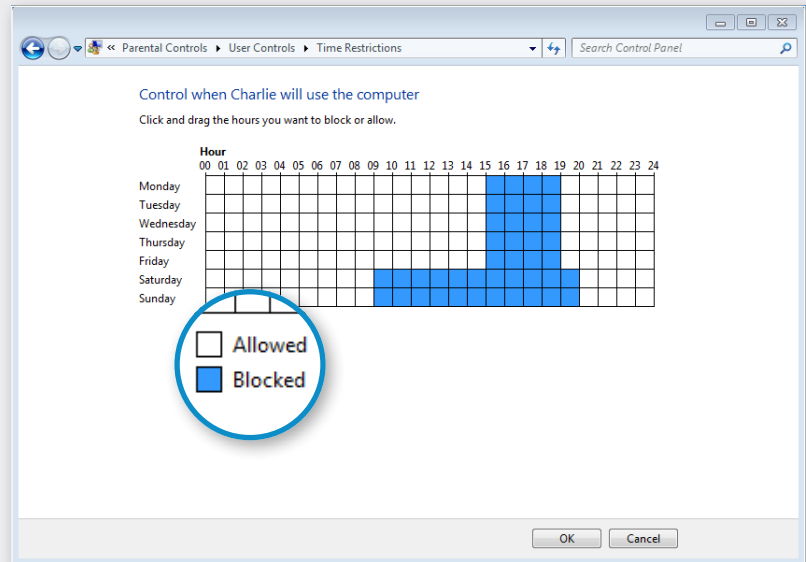 « Parental Controls ▸ User Controls ▸ Time Restrictions
Search Control Panel
Control when Charlie will use the computer
Click and drag the hours you want to block or allow.
Hour
00 01 02 03 04 05 06 07 08 09 10 11 12 13 14 15 16 17 18 19 20 21 22 23 24
Monday
Tuesday
Wednesday
Thursday
Friday
Saturday
Sunday
Allowed
Blocked
OK Cancel